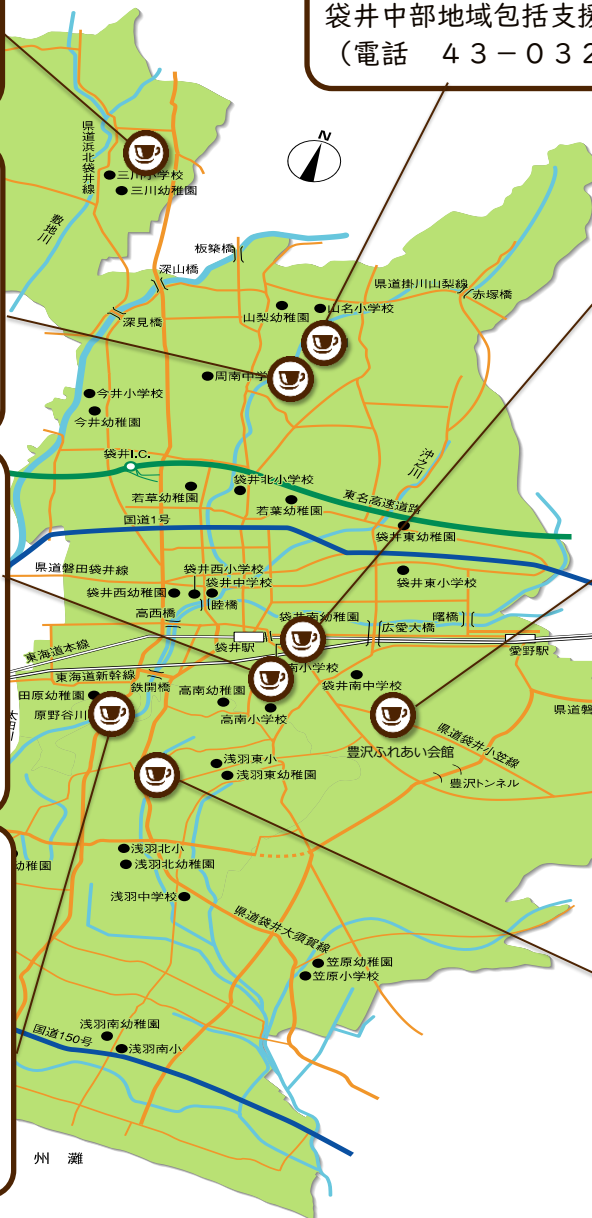 袋井中部地域包括支援
（電話　４３－０３２
N
県道浜北袋井線
三川小学校
三川幼稚園
敷地川
板築橋
深山橋
県道掛川山梨線
赤塚橋
深見橋
山梨幼稚園
山名小学校
周南中学
今井小学校
今井幼稚園
袋井I.C.
沖之川
袋井北小学校
若草幼稚園
若葉幼稚園
東名高速道路
国道1号
袋井東幼稚園
県道磐田袋井線
袋井西小学校
袋井中学校
袋井東小学校
袋井西幼稚園
睦橋
高西橋
袋井南幼稚園
広愛大橋
曙橋
袋井駅
愛野駅
東海道本線
南小学校
東海道新幹線
鉄開橋
高南幼稚園
袋井南中学校
田原幼稚園
原野谷川
高南小学校
県道磐
太田川
豊沢ふれあい会館
県道袋井小笠線
浅羽東小
浅羽東幼稚園
豊沢トンネル
浅羽北小
幼稚園
浅羽北幼稚園
浅羽中学校
県道袋井大須賀線
笠原幼稚園
笠原小学校
浅羽南幼稚園
国道150号
浅羽南小
州　灘